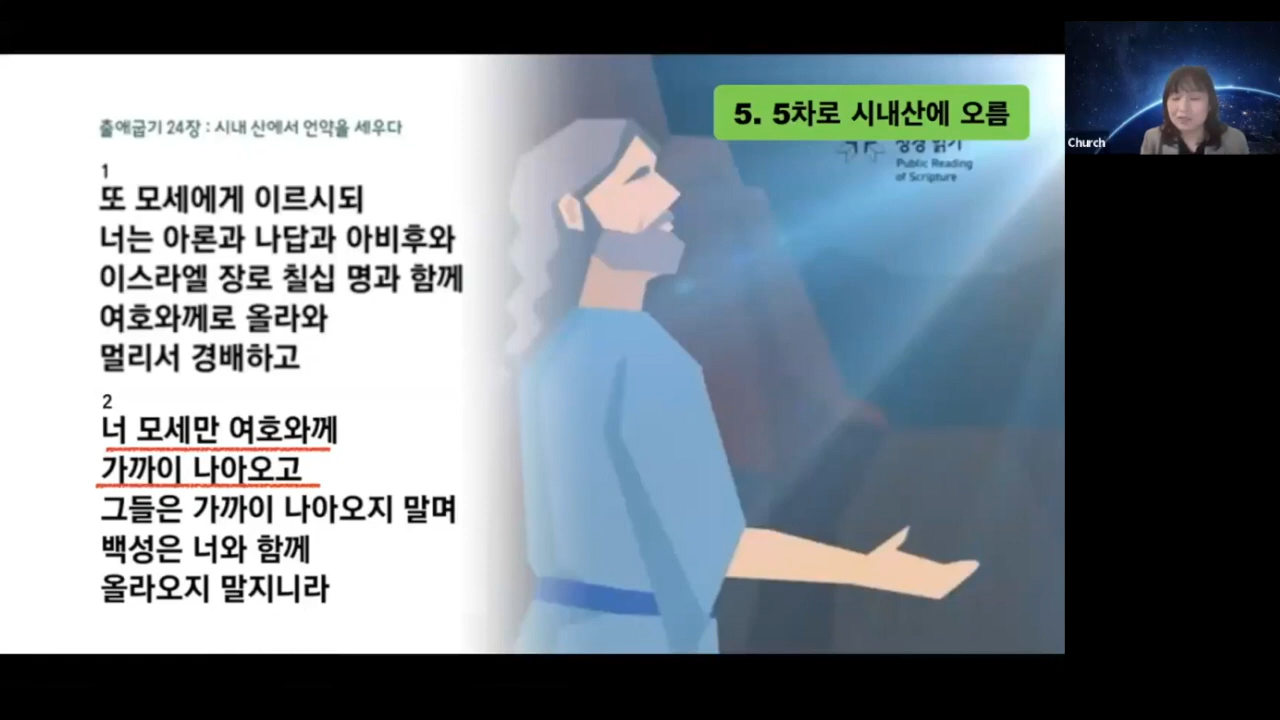 출애굽기 24장 : 시내 산에서 언약을 세우다
5. 5차로 시내산에 오름
Public Reading
of Scripture
Church
1
또 모세에게 이르시되
너는 아론과 나답과 아비후와
이스라엘 장로 칠십 명과 함께
여호와께로 올라와
멀리서 경배하고
2
너 모세만 여호와께
가까이 나아오고
그들은 가까이 나아오지 말며
백성은 너와 함께
올라오지 말지니라